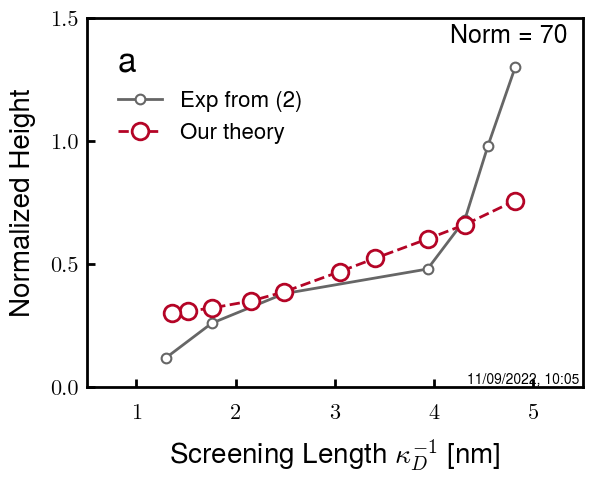 Norm = 70
a
Exp from (2)
Our theory
Normalized Height
1.5
1.0
0.5
0.0
11/09/2022, 10:05
1 2 3 4 5
Screening Length κ_D^{-1} [nm]